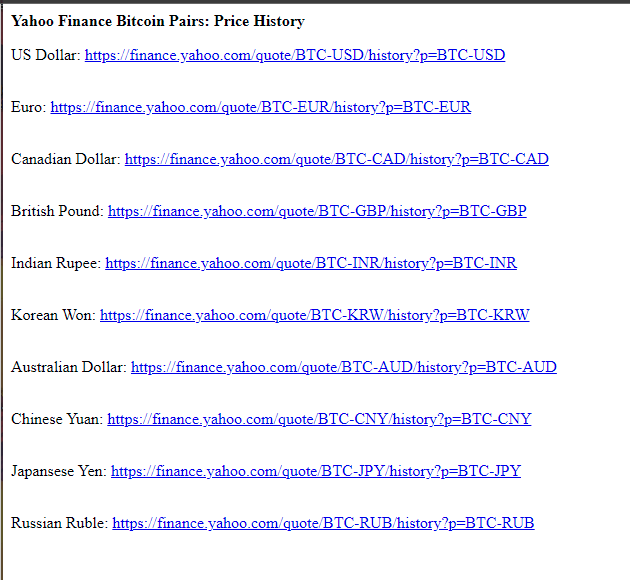 Yahoo Finance Bitcoin Pairs: Price History
US Dollar: https://finance.yahoo.com/quote/BTC-USD/history?p=BTC-USD
Euro: https://finance.yahoo.com/quote/BTC-EUR/history?p=BTC-EUR
Canadian Dollar: https://finance.yahoo.com/quote/BTC-CAD/history?p=BTC-CAD
British Pound: https://finance.yahoo.com/quote/BTC-GBP/history?p=BTC-GBP
Indian Rupee: https://finance.yahoo.com/quote/BTC-INR/history?p=BTC-INR
Korean Won: https://finance.yahoo.com/quote/BTC-KRW/history?p=BTC-KRW
Australian Dollar: https://finance.yahoo.com/quote/BTC-AUD/history?p=BTC-AUD
Chinese Yuan: https://finance.yahoo.com/quote/BTC-CNY/history?p=BTC-CNY
Japansese Yen: https://finance.yahoo.com/quote/BTC-JPY/history?p=BTC-JPY
Russian Ruble: https://finance.yahoo.com/quote/BTC-RUB/history?p=BTC-RUB